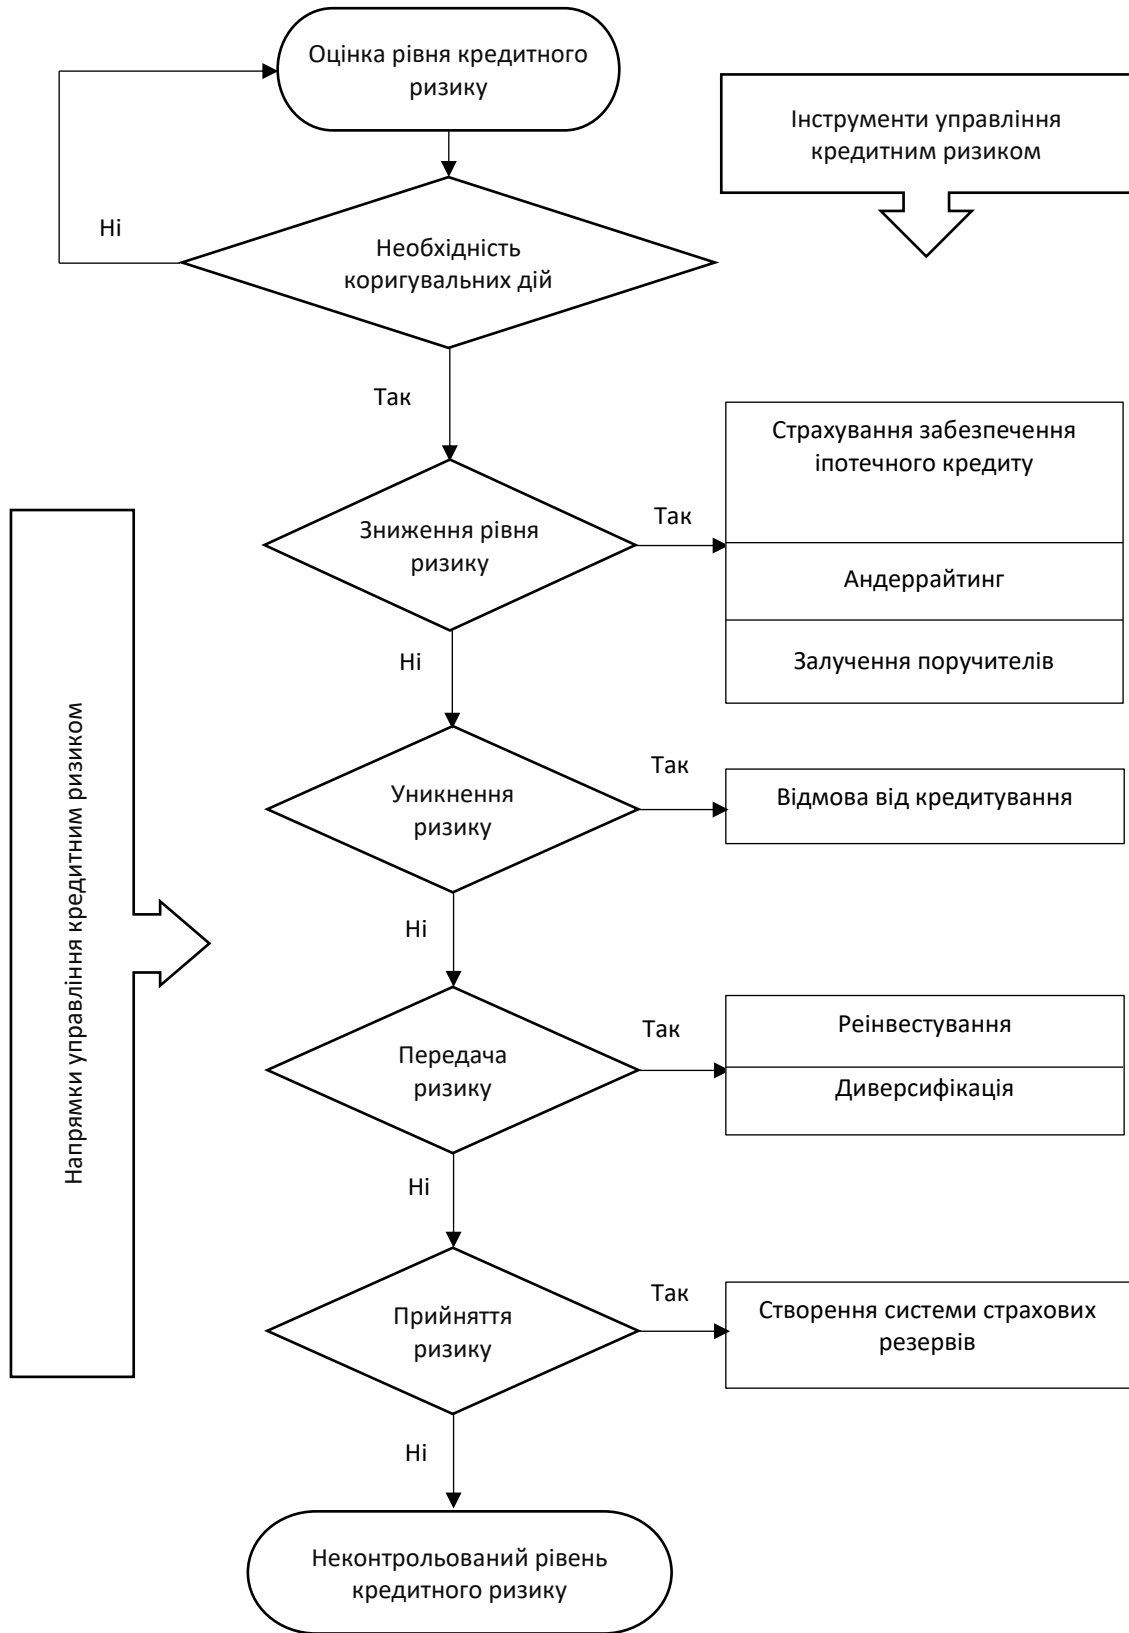 Оцінка рівня кредитного
ризику
Інструменти управління
кредитним ризиком
Ні
Необхідність
коригувальних дій
Так
Страхування забезпечення
іпотечного кредиту
Зниження рівня
ризику
Так
Андеррайтинг
Ні
Залучення поручителів
Напрямки управління кредитним ризиком
Уникнення
ризику
Так
Відмова від кредитування
Ні
Передача
ризику
Так
Реінвестування
Диверсифікація
Ні
Прийняття
ризику
Так
Створення системи страхових
резервів
Ні
Неконтрольований рівень
кредитного ризику